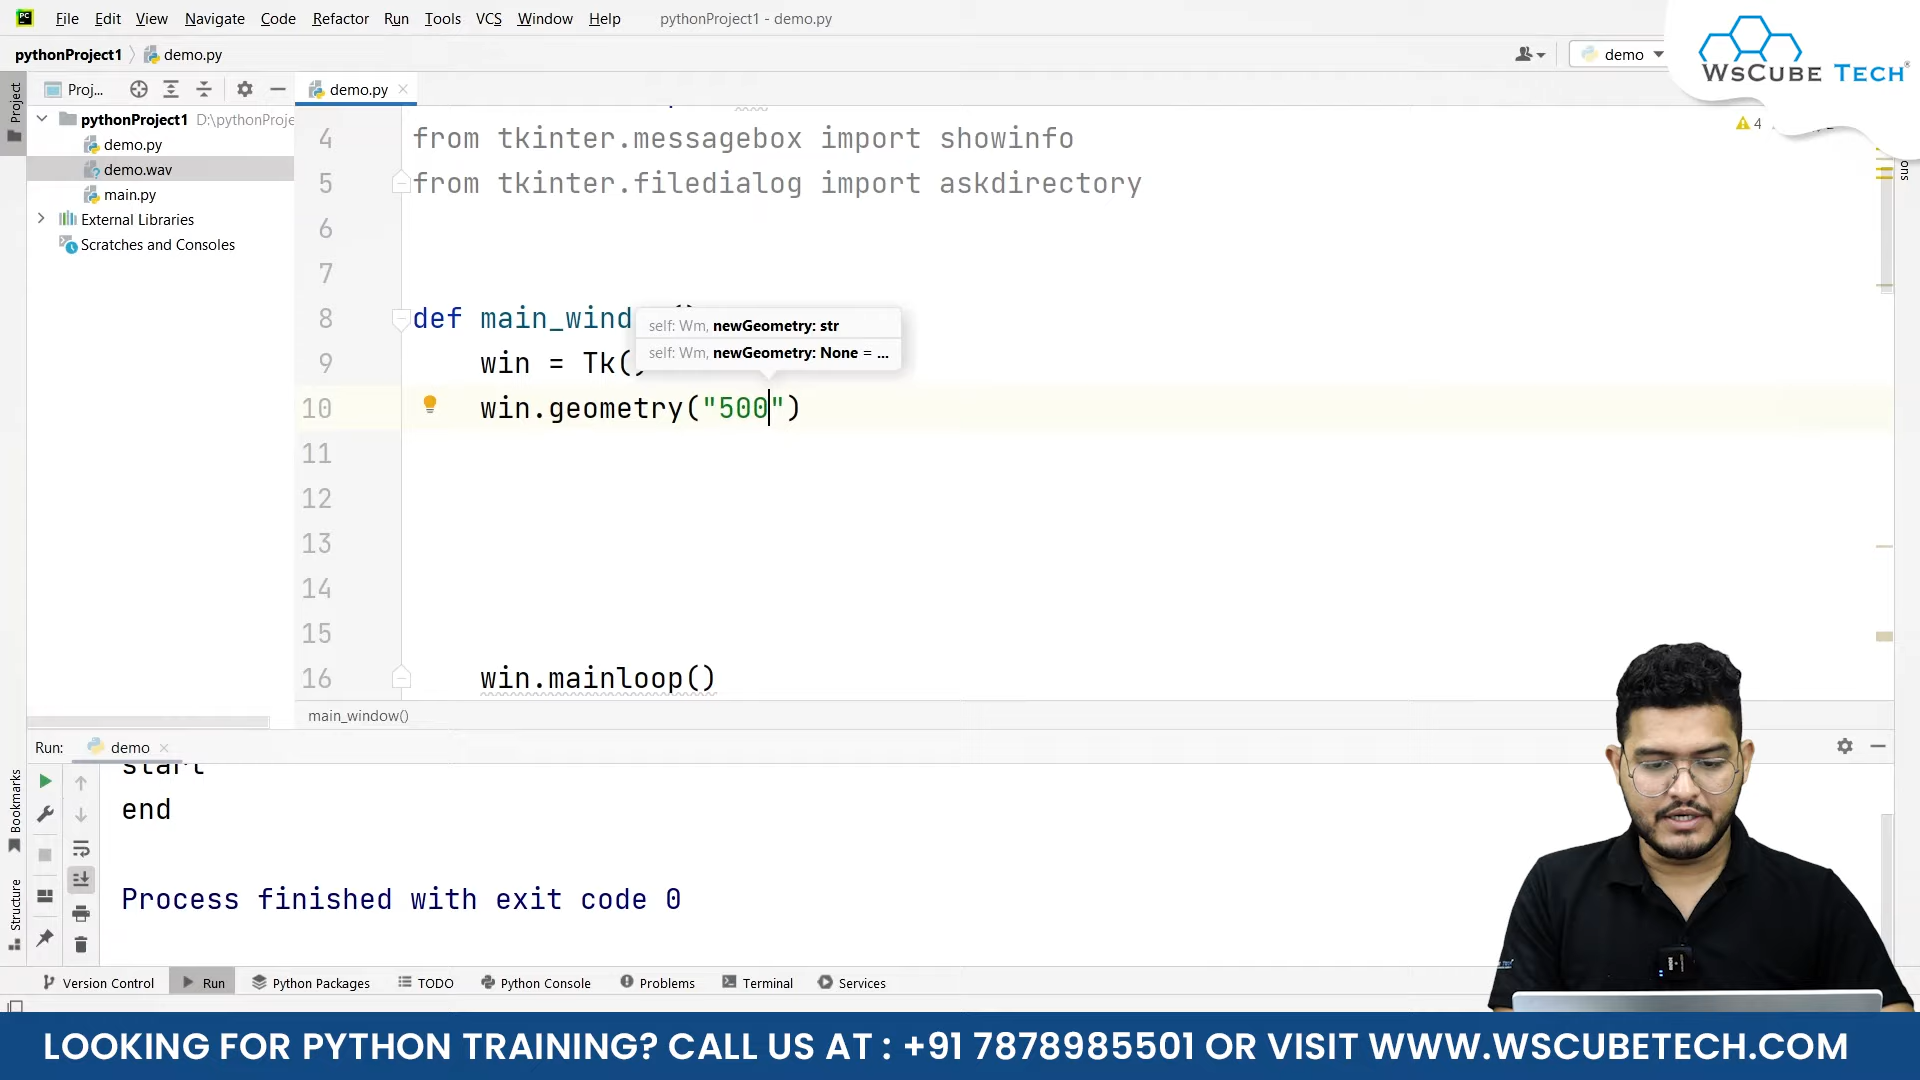 File Edit View Navigate Code Refactor Run Tools VCS Window Help pythonProject1 - demo.py
WsCube Tech®
pythonProject1 demo.py
demo
Proj...
demo.py
Project
pythonProject1 D:\pythonProje
demo.py
demo.wav
main.py
External Libraries
Scratches and Consoles
4 from tkinter.messagebox import showinfo
4
5 from tkinter.filedialog import askdirectory
6
7
8 def main_wind
self: Wm, newGeometry: str
self: Wm, newGeometry: None = ...
9 win = Tk()
10 win.geometry("500")
11
12
13
14
15
16 win.mainloop()
main_window()
Run: demo
start
end
Process finished with exit code 0
Bookmarks
Structure
Version Control Run Python Packages TODO Python Console Problems Terminal Services
LOOKING FOR PYTHON TRAINING? CALL US AT : +91 7878985501 OR VISIT WWW.WSCUBETECH.COM